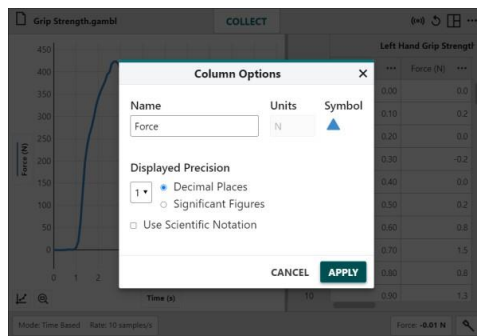 Grip Strength.gambl
COLLECT
Left Hand Grip Strengtl
Force (N)
450
400
350
300
250
200
150
100
50
0
Force (N)
0 1 2
Time (s)
0.00 0.0
0.10 0.2
0.20 0.0
0.30 -0.2
0.40 0.0
0.50 0.2
0.60 0.8
0.70 1.5
0.80 0.8
10 0.90 1.3
Column Options
Name Units Symbol
Force N
Displayed Precision
1 Decimal Places
Significant Figures
Use Scientific Notation
CANCEL APPLY
Mode: Time Based Rate: 10 samples/s
Force: -0.01 N